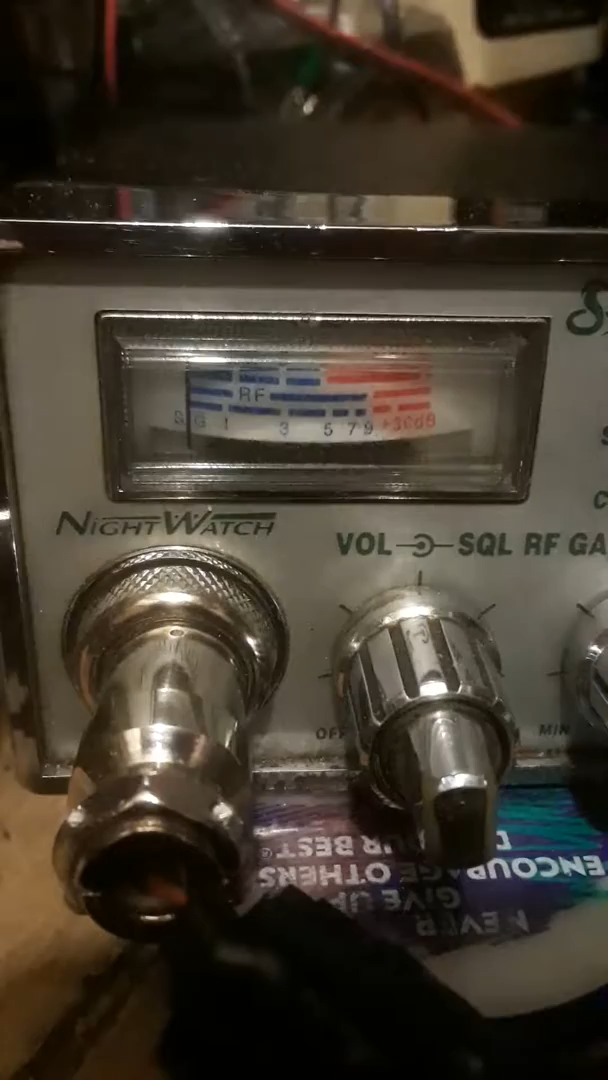 RF
S G 1 3 5 7 9 +30dB
NIGHTWATCH
VOL SQL RF GA
OFF MIN
NEVER
GIVE UP
ENCOURAGE OTHERS
BEST®